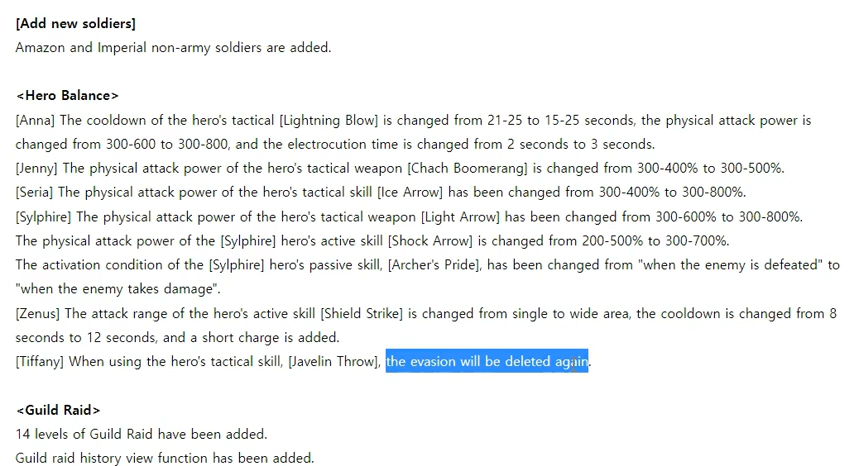 [Add new soldiers]
Amazon and Imperial non-army soldiers are added.
<Hero Balance>
[Anna] The cooldown of the hero's tactical [Lightning Blow] is changed from 21-25 to 15-25 seconds, the physical attack power is
changed from 300-600 to 300-800, and the electrocution time is changed from 2 seconds to 3 seconds.
[Jenny] The physical attack power of the hero's tactical weapon [Chach Boomerang] is changed from 300-400% to 300-500%.
[Seria] The physical attack power of the hero's tactical skill [Ice Arrow] has been changed from 300-400% to 300-800%.
[Sylphire] The physical attack power of the hero's tactical weapon [Light Arrow] has been changed from 300-600% to 300-800%.
The physical attack power of the [Sylphire] hero's active skill [Shock Arrow] is changed from 200-500% to 300-700%.
The activation condition of the [Sylphire] hero's passive skill, [Archer's Pride], has been changed from "when the enemy is defeated" to
"when the enemy takes damage".
[Zenus] The attack range of the hero's active skill [Shield Strike] is changed from single to wide area, the cooldown is changed from 8
seconds to 12 seconds, and a short charge is added.
[Tiffany] When using the hero's tactical skill, [Javelin Throw], the evasion will be deleted again.
<Guild Raid>
14 levels of Guild Raid have been added.
Guild raid history view function has been added.